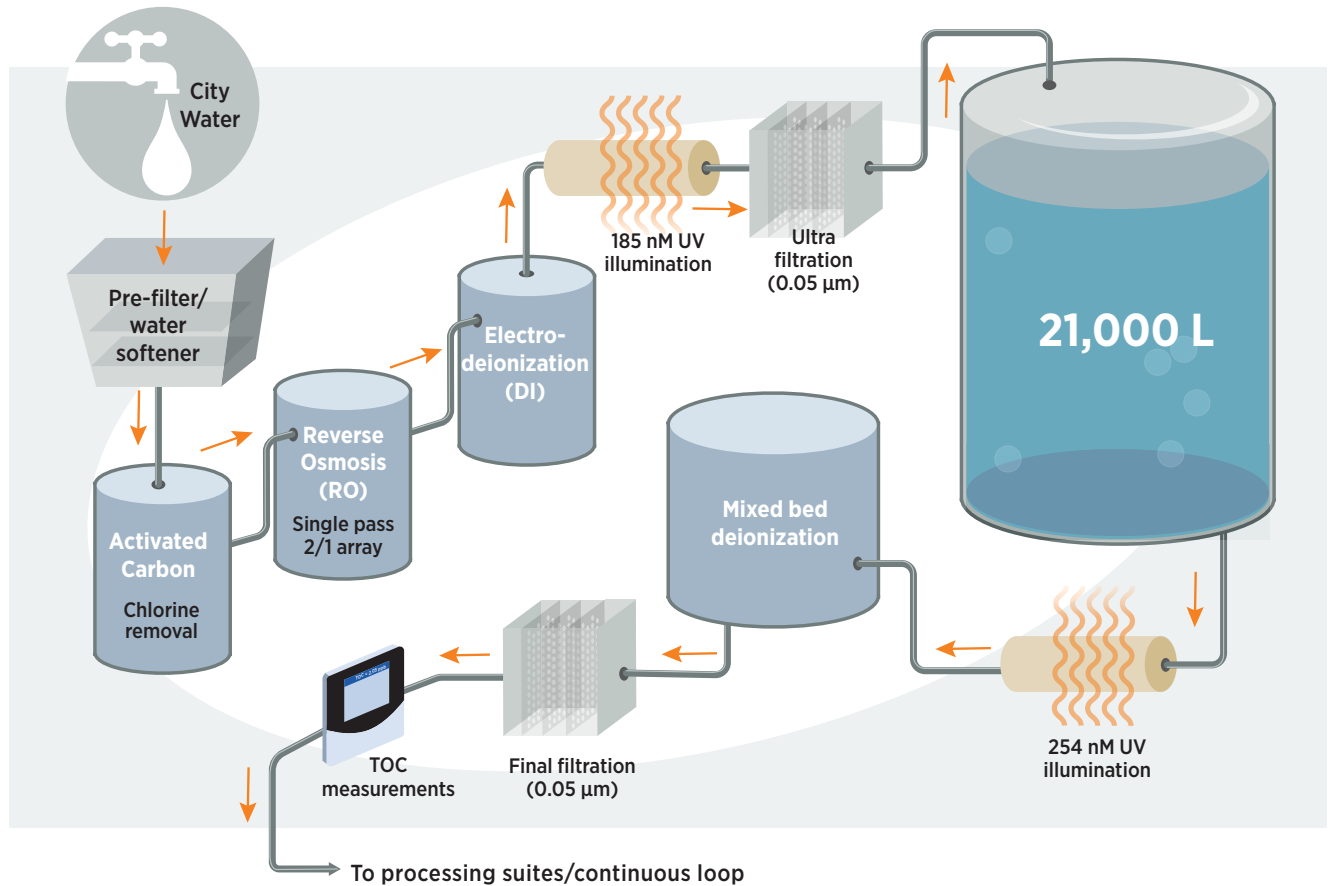 City
Water
Pre-filter/
water
softener
Activated
Carbon
Chlorine
removal
Reverse
Osmosis
(RO)
Single pass
2/1 array
Electro-
deionization
(DI)
185 nM UV
illumination
Ultra
filtration
(0.05 µm)
21,000 L
254 nM UV
illumination
Mixed bed
deionization
Final filtration
(0.05 µm)
TOC
measurements
To processing suites/continuous loop